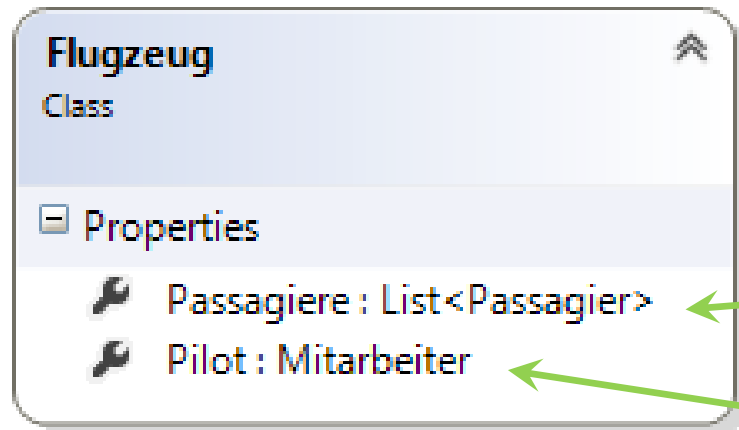 Flugzeug
Class
Properties
Passagiere : List<Passagier>
Pilot : Mitarbeiter